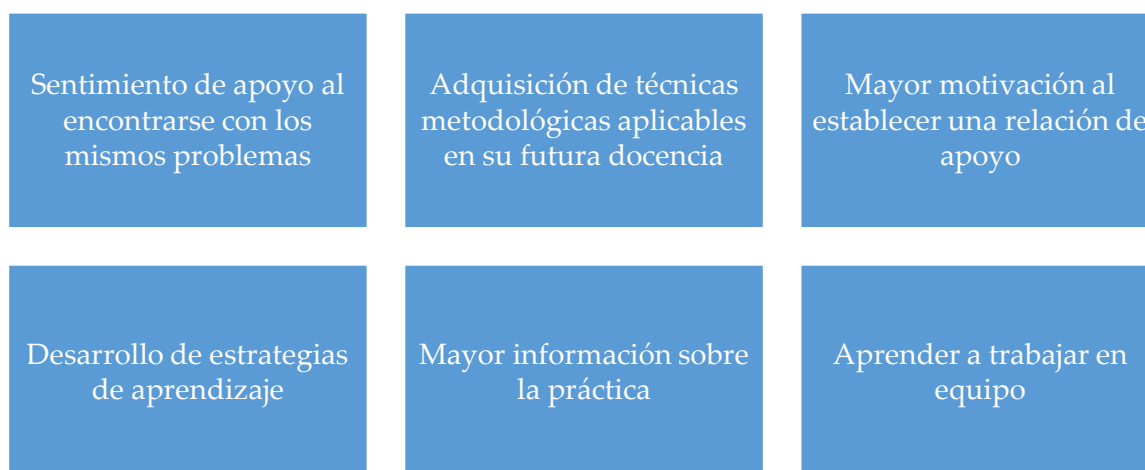 Sentimiento de apoyo al
encontrarse con los
mismos problemas
Adquisición de técnicas
metodológicas aplicables
en su futura docencia
Mayor motivación al
establecer una relación de
apoyo
Desarrollo de estrategias
de aprendizaje
Mayor información sobre
la práctica
Aprender a trabajar en
equipo